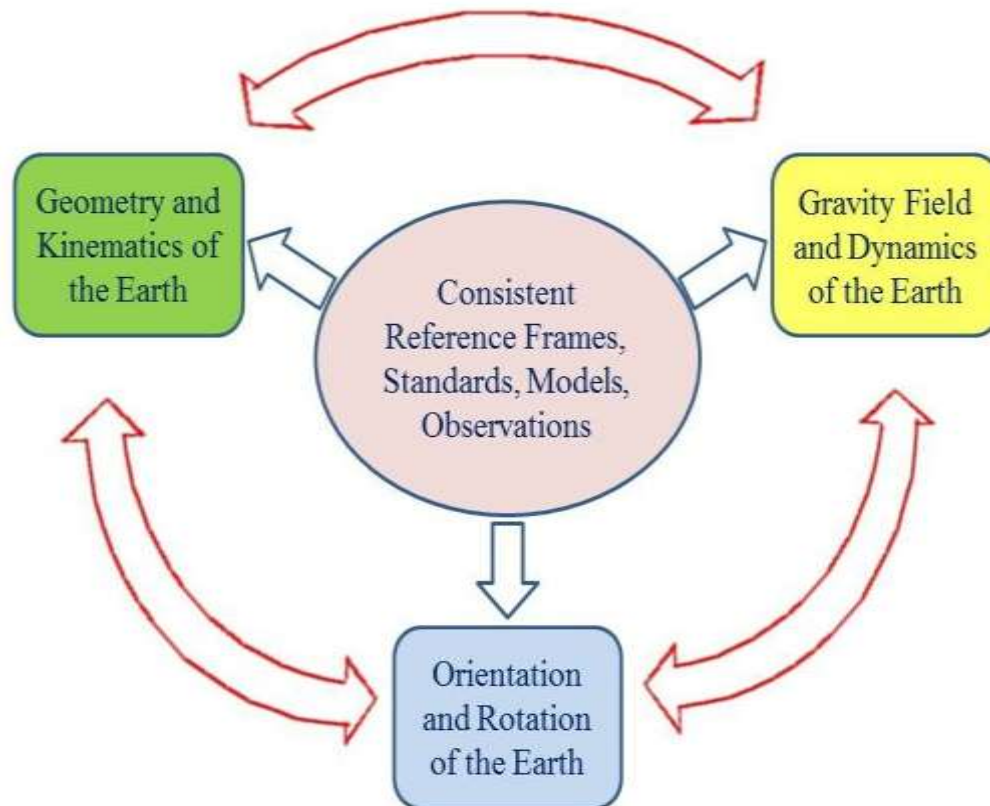 Geometry and
Kinematics of
the Earth
Gravity Field
and Dynamics
of the Earth
Consistent
Reference Frames,
Standards, Models,
Observations
Orientation
and Rotation
of the Earth